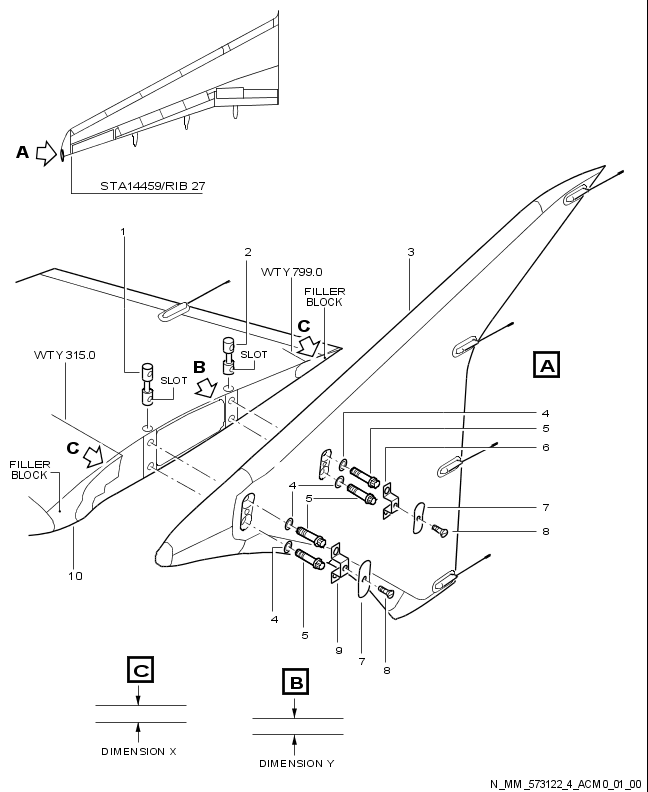 A
STA14459/RIB 27
1
2
3
WTY 799.0
FILLER
BLOCK
C
SLOT
B
WTY 315.0
SLOT
A
C
4
5
6
FILLER
BLOCK
4
5
7
8
10
4
5
9
7
8
C
B
DIMENSION X
DIMENSION Y
N_MM_573122_4_ACM0_01_00